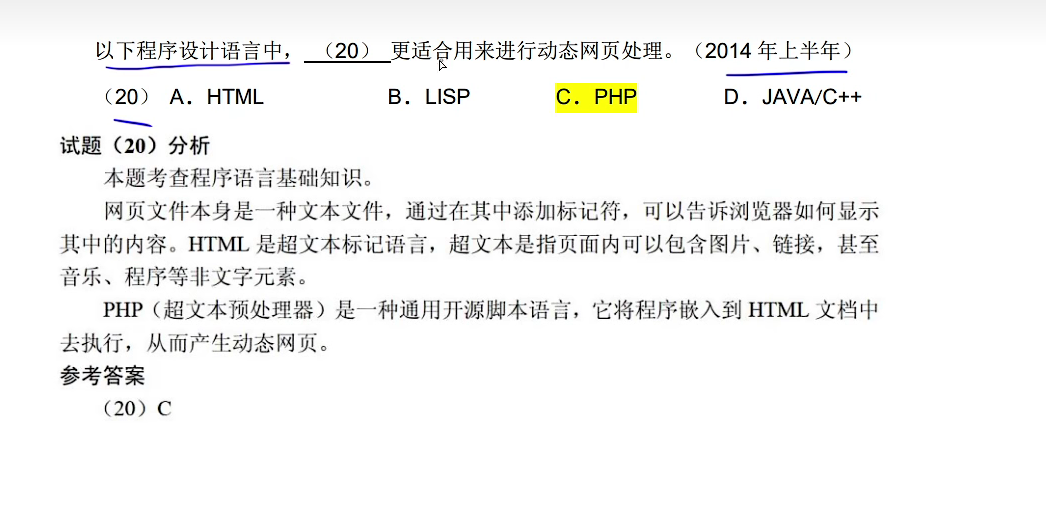 以下程序设计语言中，（20）更适合用来进行动态网页处理。（2014 年上半年）
（20） A．HTML B．LISP C．PHP D．JAVA/C++
试题（20）分析
本题考查程序语言基础知识。
网页文件本身是一种文本文件，通过在其中添加标记符，可以告诉浏览器如何显示
其中的内容。HTML 是超文本标记语言，超文本是指页面内可以包含图片、链接，甚至
音乐、程序等非文字元素。
PHP（超文本预处理器）是一种通用开源脚本语言，它将程序嵌入到 HTML 文档中
去执行，从而产生动态网页。
参考答案
（20）C